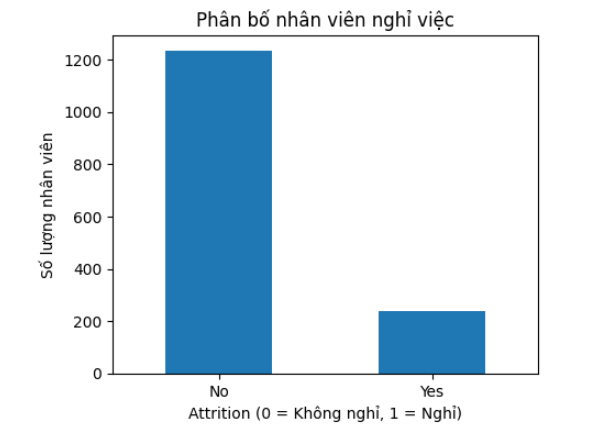 Phân bố nhân viên nghỉ việc
Số lượng nhân viên
1200
1000
800
600
400
200
0
No
Yes
Attrition (0 = Không nghỉ, 1 = Nghỉ)